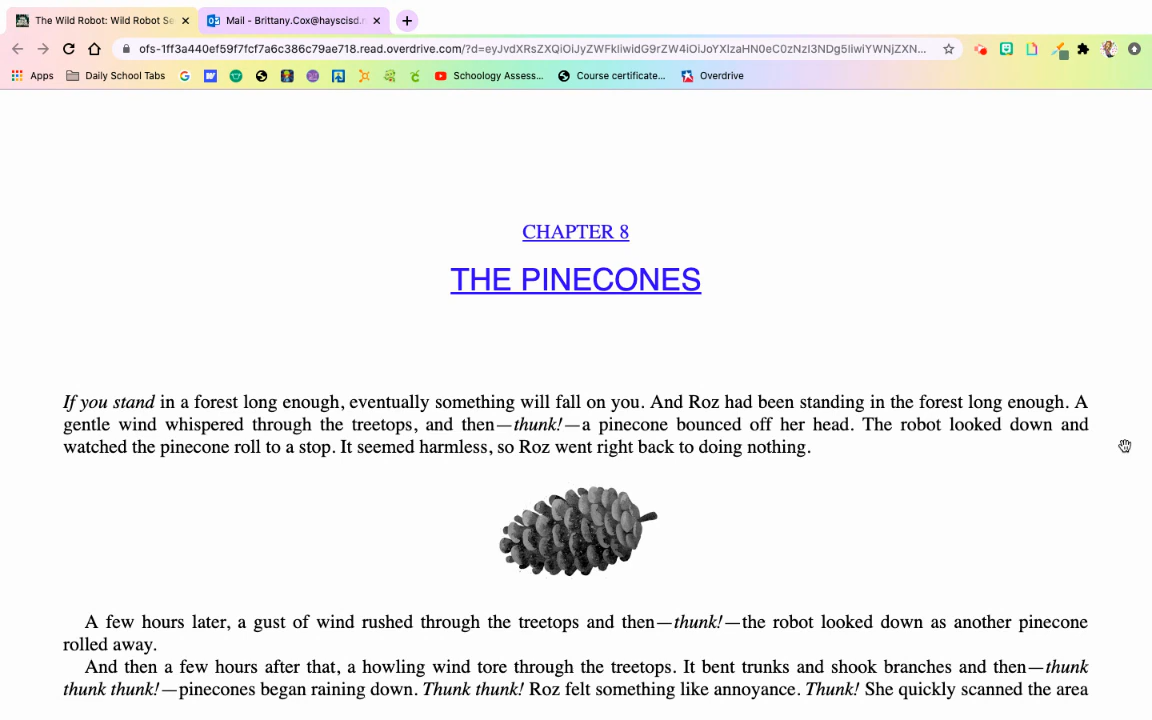 The Wild Robot: Wild Robot Se
Mail - Brittany.Cox@hayscisd.
ofs-1ff3a440ef59f7fcf7a6c386c79ae718.read.overdrive.com/?d=eyJvdXRsZXQiOiJyZWFkIiwidG9rZW4iOiJoYXlzaHN0eC0zNzI3NDg5IiwiYWNjZXN...
Apps
Daily School Tabs
Schoology Assess...
Course certificate...
Overdrive
CHAPTER 8
THE PINECONES
If you stand in a forest long enough, eventually something will fall on you. And Roz had been standing in the forest long enough. A
gentle wind whispered through the treetops, and then—thunk!—a pinecone bounced off her head. The robot looked down and
watched the pinecone roll to a stop. It seemed harmless, so Roz went right back to doing nothing.
A few hours later, a gust of wind rushed through the treetops and then—thunk!—the robot looked down as another pinecone
rolled away.
And then a few hours after that, a howling wind tore through the treetops. It bent trunks and shook branches and then—thunk
thunk thunk!—pinecones began raining down. Thunk thunk! Roz felt something like annoyance. Thunk! She quickly scanned the area